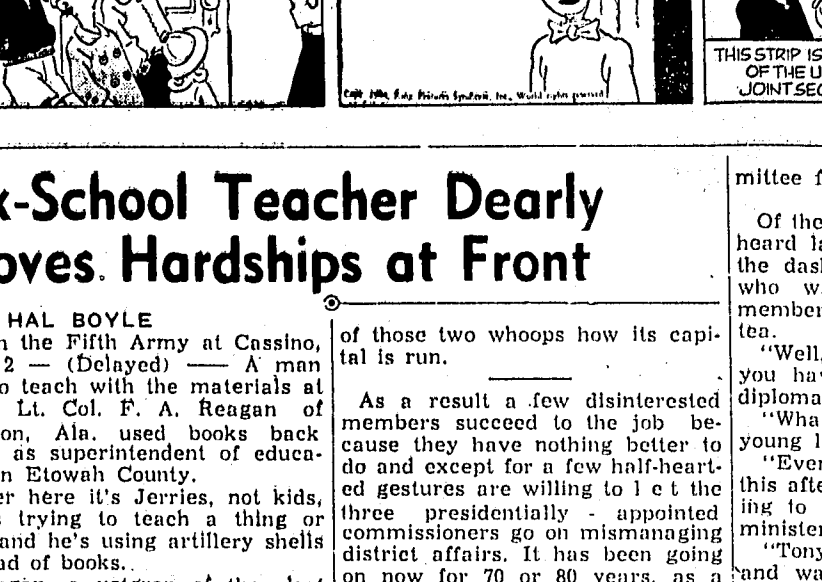 THIS STRIP IS
OF THE U
JOINT SEC
World rights reserved
x-School Teacher Dearly
oves Hardships at Front
HAL BOYLE
n the Fifth Army at Cassino,
2 — (Delayed) — A man
o teach with the materials at
Lt. Col. F. A. Reagan of
on, Ala. used books back
as superintendent of educa-
n Etowah County.
er here it's Jerries, not kids,
s trying to teach a thing or
and he's using artillery shells
ad of books.
of those two whoops how its capi-
tal is run.
As a result a few disinterested
members succeed to the job be-
cause they have nothing better to
do and except for a few half-heart-
ed gestures are willing to let the
three presidentially - appointed
commissioners go on mismanaging
district affairs. It has been going
on now for 70 or 80 years, as a
mittee f
Of the
heard la
the dash
who w
member
tea.
"Well,
you hav
diploma
"Wha
young l
"Ever
this afte
ing to
minister
"Tony
and wa